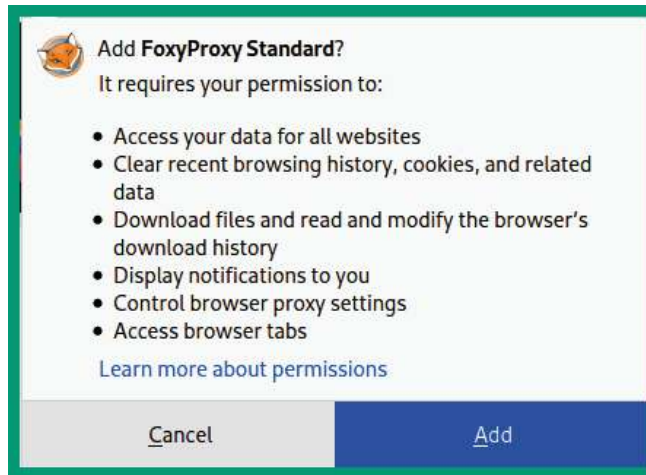 Add FoxyProxy Standard?
It requires your permission to:
• Access your data for all websites
• Clear recent browsing history, cookies, and related
data
• Download files and read and modify the browser's
download history
• Display notifications to you
• Control browser proxy settings
• Access browser tabs
Learn more about permissions
Cancel
Add